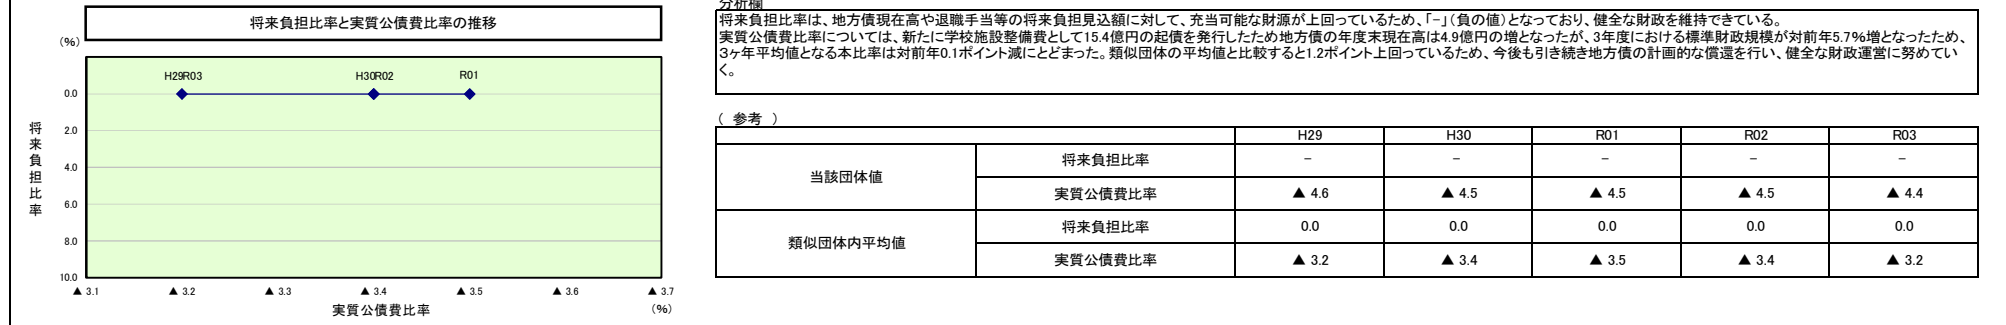 将来負担比率と実質公債費比率の推移
(%)
H29R03
H30R02
R01
0.0
2.0
4.0
6.0
8.0
10.0
将来負担比率
▲ 3.1
▲ 3.2
▲ 3.3
▲ 3.4
▲ 3.5
▲ 3.6
▲ 3.7
実質公債費比率
(%)
分析欄
将来負担比率は、地方債現在高や退職手当等の将来負担見込額に対して、充当可能な財源が上回っているため、「-」(負の値)となっており、健全な財政を維持できている。
実質公債費比率については、新たに学校施設整備費として15.4億円の起債を発行したため地方債の年度末現在高は4.9億円の増となったが、3年度における標準財政規模が対前年5.7%増となったため、
3ヶ年平均値となる本比率は対前年0.1ポイント減にとどまった。類似団体の平均値と比較すると1.2ポイント上回っているため、今後も引き続き地方債の計画的な償還を行い、健全な財政運営に努めてい
く。
( 参考 )
H29 H30 R01 R02 R03
当該団体値
将来負担比率 - - - - -
実質公債費比率 ▲ 4.6 ▲ 4.5 ▲ 4.5 ▲ 4.5 ▲ 4.4
類似団体内平均値
将来負担比率 0.0 0.0 0.0 0.0 0.0
実質公債費比率 ▲ 3.2 ▲ 3.4 ▲ 3.5 ▲ 3.4 ▲ 3.2